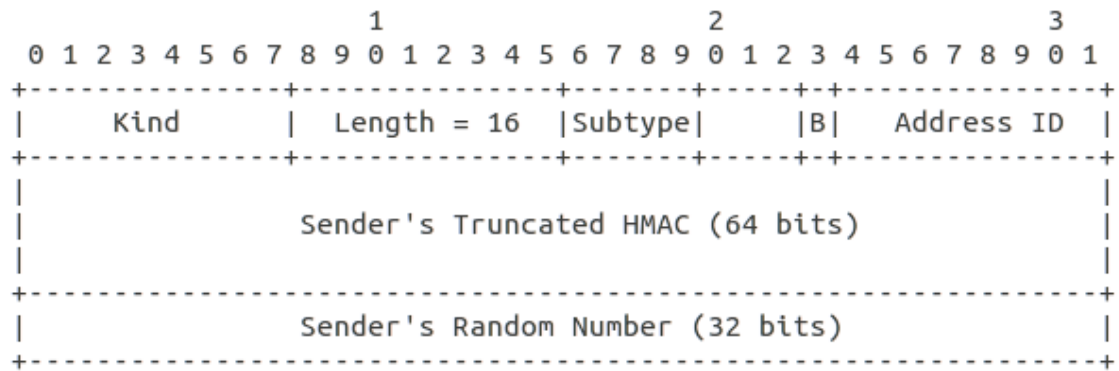 1                   2                   3
 0 1 2 3 4 5 6 7 8 9 0 1 2 3 4 5 6 7 8 9 0 1 2 3 4 5 6 7 8 9 0 1
+---------------+---------------+-------+-----+-+---------------+
|     Kind      |  Length = 16  |Subtype|     |B|   Address ID  |
+---------------+---------------+-------+-----+-+---------------+
|                                                               |
|                Sender's Truncated HMAC (64 bits)              |
|                                                               |
+---------------------------------------------------------------+
|                Sender's Random Number (32 bits)               |
+---------------------------------------------------------------+